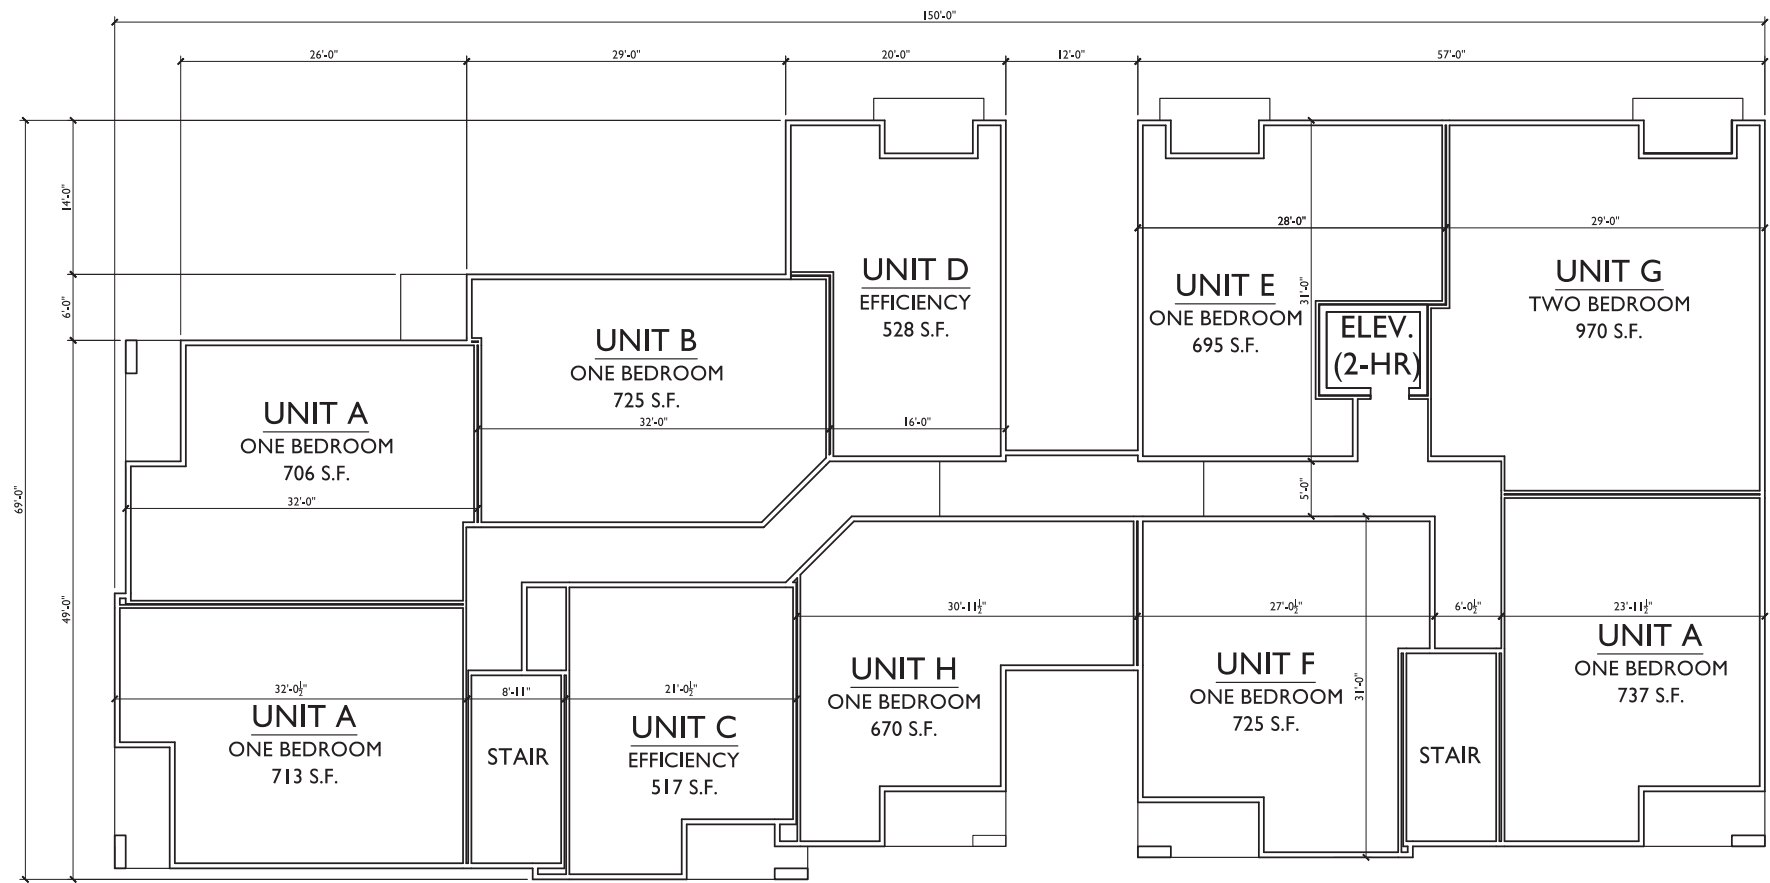 150'-0"
26'-0"
29'-0"
20'-0"
12'-0"
57'-0"
14'-0"
6'-0"
69'-0"
49'-0"
28'-0"
29'-0"
31'-0"
UNIT D
EFFICIENCY
528 S.F.
UNIT E
ONE BEDROOM
695 S.F.
UNIT G
TWO BEDROOM
970 S.F.
ELEV.
(2-HR)
UNIT B
ONE BEDROOM
725 S.F.
32'-0"
16'-0"
UNIT A
ONE BEDROOM
706 S.F.
32'-0"
5'-0"
30'-11½"
27'-0½"
6'-0½"
23'-11½"
UNIT A
ONE BEDROOM
737 S.F.
UNIT H
ONE BEDROOM
670 S.F.
UNIT F
ONE BEDROOM
725 S.F.
31'-0"
32'-0½"
8'-11"
21'-0½"
UNIT A
ONE BEDROOM
713 S.F.
STAIR
UNIT C
EFFICIENCY
517 S.F.
STAIR